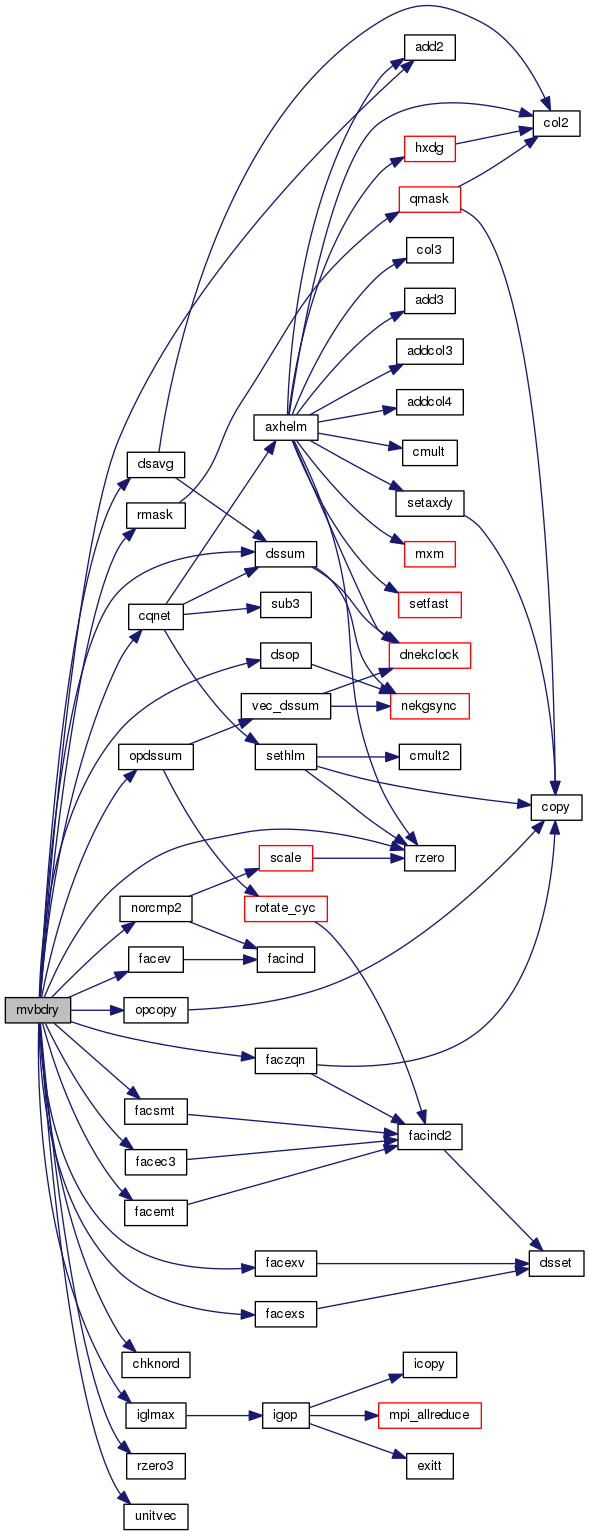 add2
col2
hxdg
qmask
col3
add3
addcol3
addcol4
axhelm
cmult
dsavg
setaxdy
rmask
mxm
dssum
setfast
sub3
cqnet
dsop
dnekclock
vec_dssum
nekgsync
opdssum
sethlm
cmult2
copy
scale
rzero
norcmp2
rotate_cyc
facev
facind
mvbdry
opcopy
faczqn
facsmt
facind2
facec3
facemt
facexv
dsset
facexs
chknord
icopy
iglmax
igop
mpi_allreduce
rzero3
exitt
unitvec